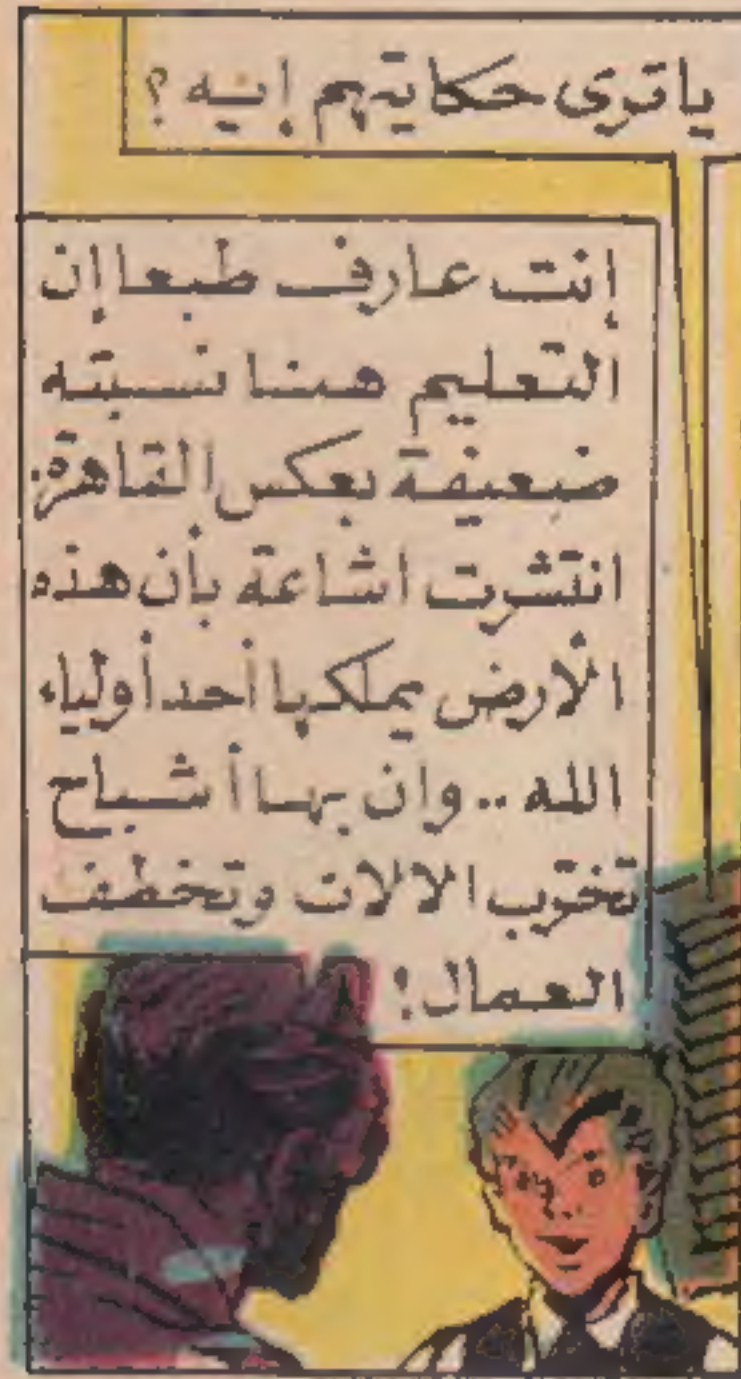 ياترى حكايتهم إيه ؟
إنت عارف طبعا إن
التعليم هنا نسبته
ضعيفة بعكس القاهرة:
انتشرت اشاعة بأن هذه
الأرض يملكها أحد أولياء
الله .. وان بها أشباح
تخرّب الالات وتخطف
العمال!